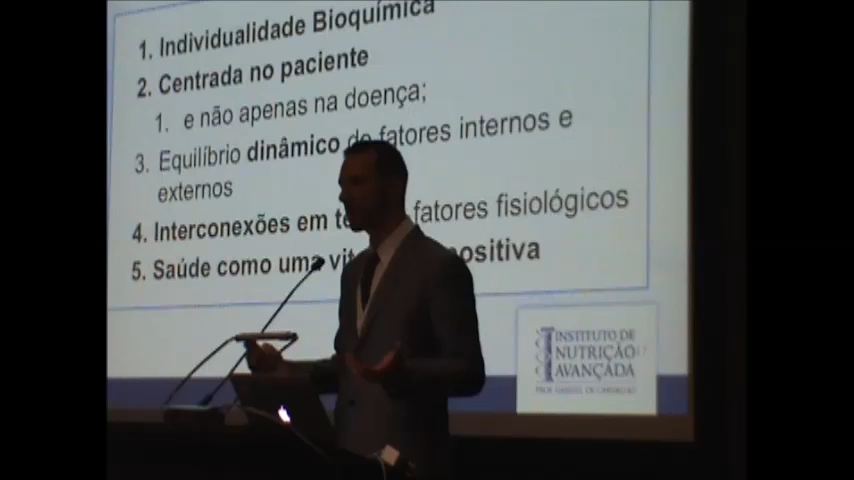 1. Individualidade Bioquímica
2. Centrada no paciente
1. e não apenas na doença;
3. Equilíbrio dinâmico de fatores internos e
externos
4. Interconexões em fatores fisiológicos
5. Saúde como uma positiva
INSTITUTO DE
NUTRIÇÃO
AVANÇADA